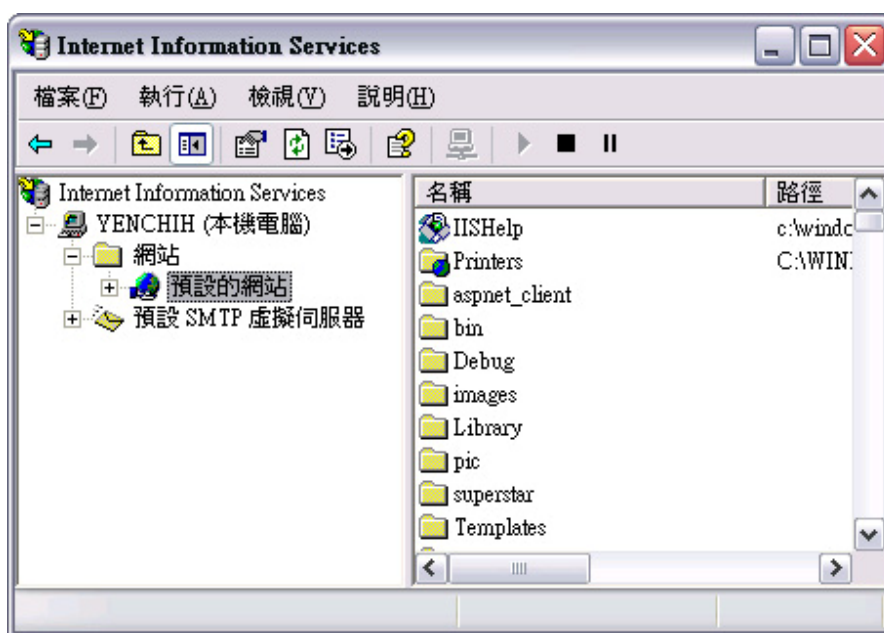 Internet Information Services
檔案(F) 執行(A) 檢視(V) 說明(H)
Internet Information Services
YENCHIH (本機電腦)
網站
預設的網站
預設 SMTP 虛擬伺服器
名稱 路徑
IISHelp c:\windc
Printers C:\WIN
aspnet_client
bin
Debug
images
Library
pic
superstar
Templates